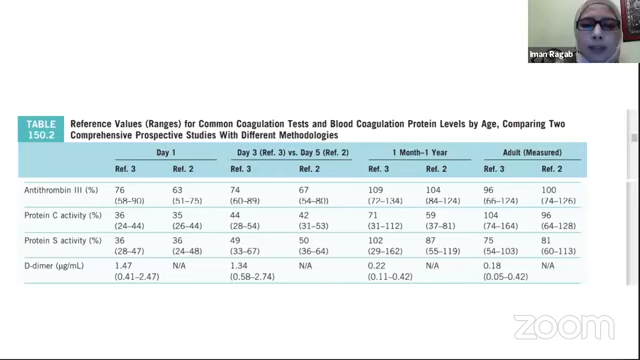 Iman Ragab
TABLE
150.2
Reference Values (Ranges) for Common Coagulation Tests and Blood Coagulation Protein Levels by Age, Comparing Two
Comprehensive Prospective Studies With Different Methodologies
Day 1 Day 3 (Ref. 3) vs. Day 5 (Ref. 2) 1 Month–1 Year Adult (Measured)
Ref. 3 Ref. 2 Ref. 3 Ref. 2 Ref. 3 Ref. 2 Ref. 3 Ref. 2
Antithrombin III (%) 76 63 74 67 109 104 96 100
(58–90) (51–75) (60–89) (54–80) (72–134) (84–124) (66–124) (74–126)
Protein C activity (%) 36 35 44 42 71 59 104 96
(24–44) (26–44) (28–54) (31–53) (31–112) (37–81) (74–164) (64–128)
Protein S activity (%) 36 36 49 50 102 87 75 81
(28–47) (24–48) (33–67) (36–64) (29–162) (55–119) (54–103) (60–113)
D-dimer (µg/mL) 1.47 N/A 1.34 N/A 0.22 N/A 0.18 N/A
(0.41–2.47) (0.58–2.74) (0.11–0.42) (0.05–0.42)
zoom